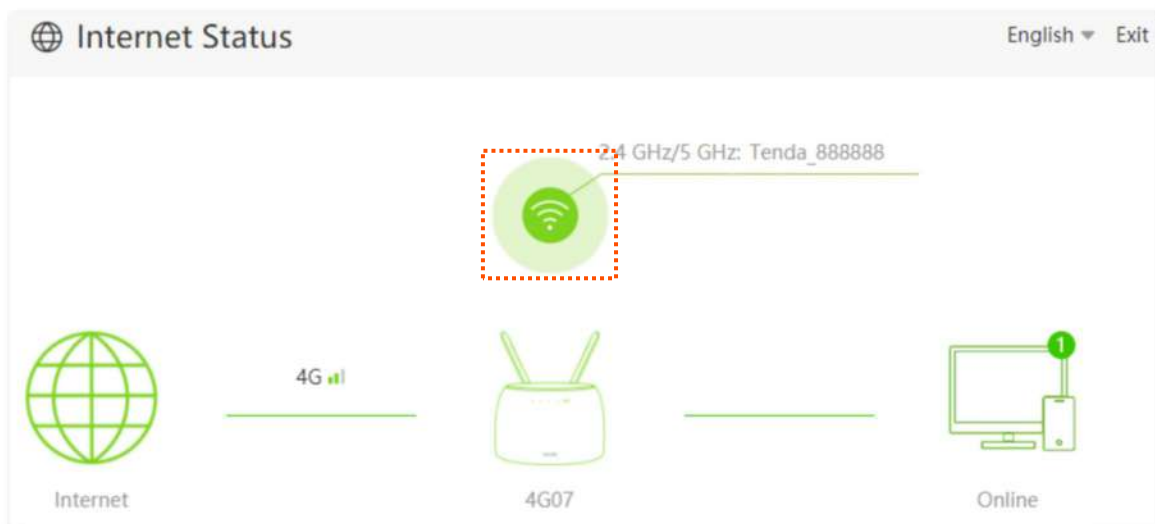 Internet Status
English Exit
2.4 GHz/5 GHz: Tenda_888888
1
4G
Internet
4G07
Online